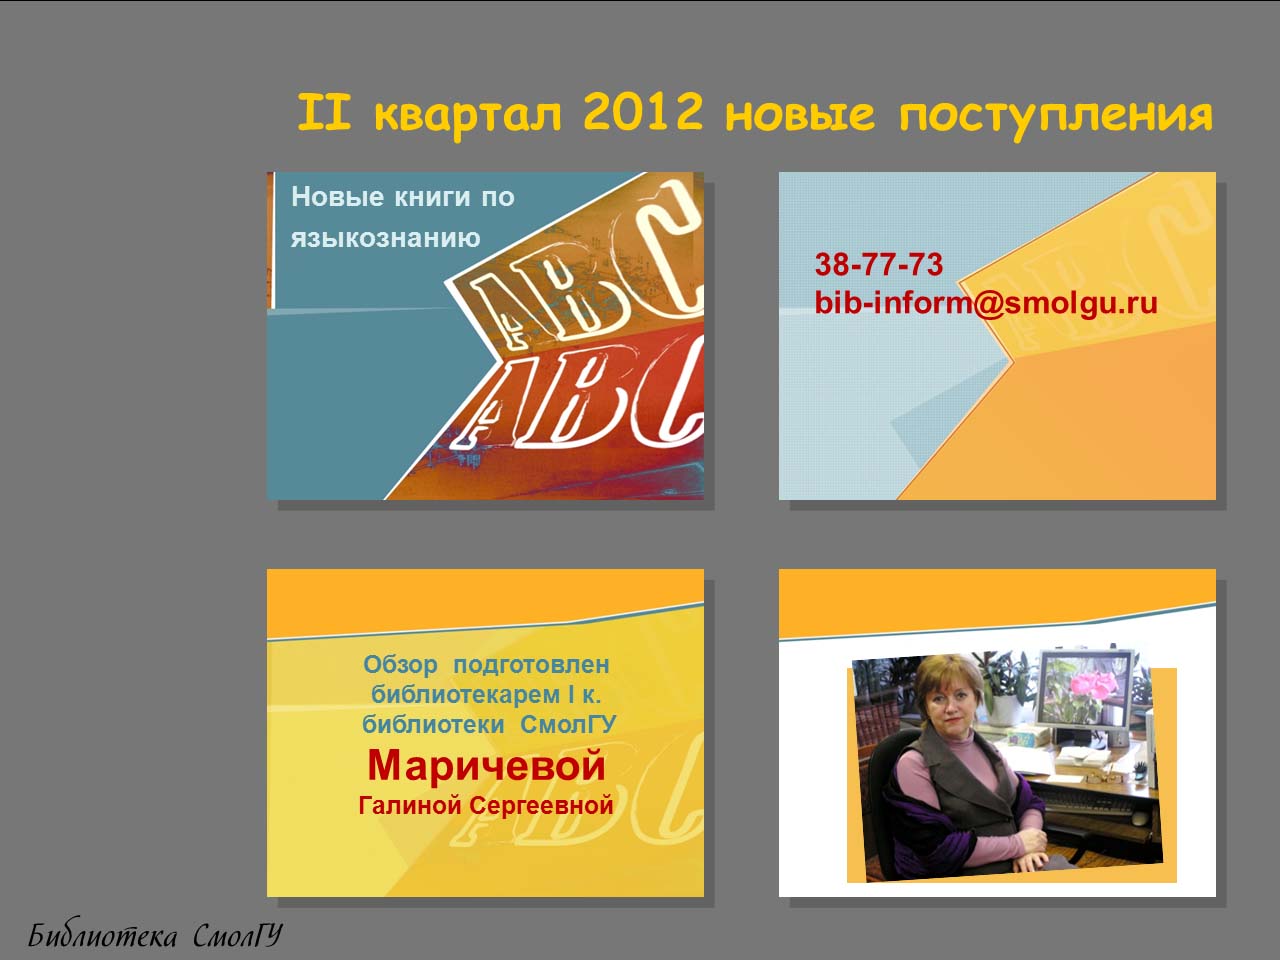 II квартал 2012 новые поступления
Новые книги по
языкознанию
ABC
ABC
38-77-73
bib-inform@smolgu.ru
Обзор подготовлен
библиотекарем I к.
библиотеки СмолГУ
Маричевой
Галиной Сергеевной
ABC
Библиотека СмолГУ